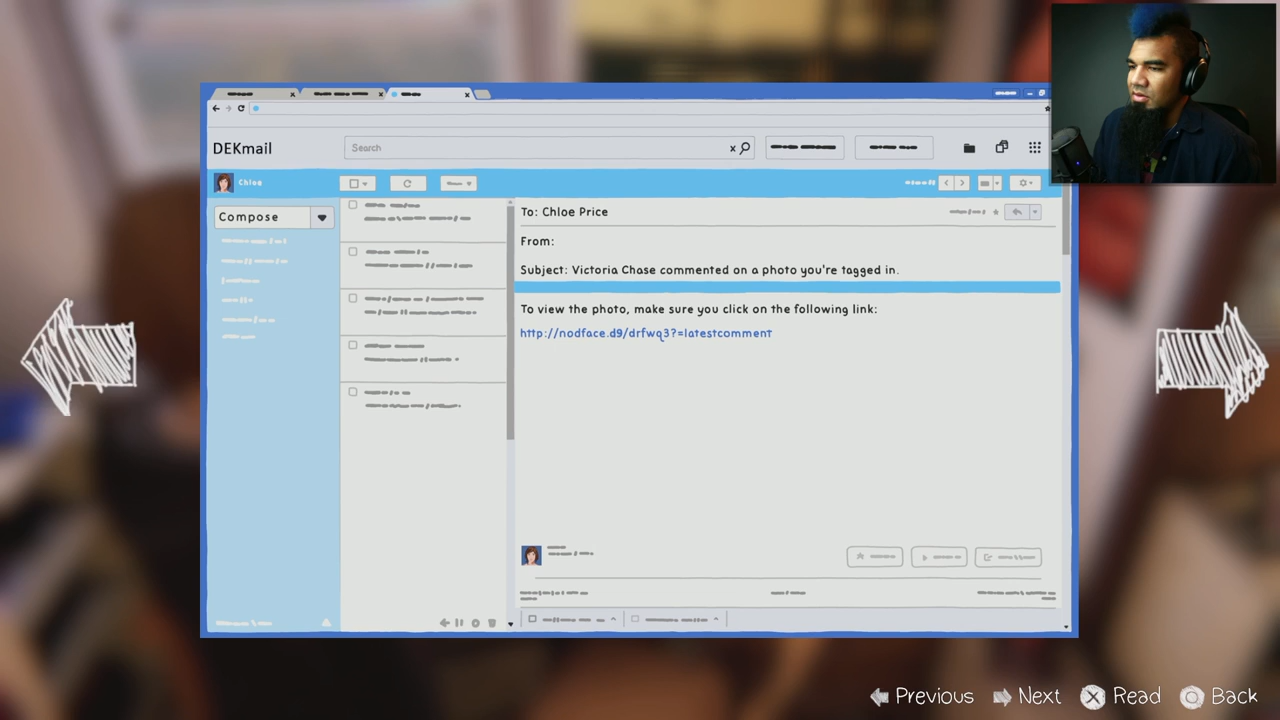 DEKmail
Search
Chloe
Compose
To: Chloe Price
From:
Subject: Victoria Chase commented on a photo you're tagged in.
To view the photo, make sure you click on the following link:
http://nodface.d9/drfwq3?=latestcomment
Previous
Next
Read
Back